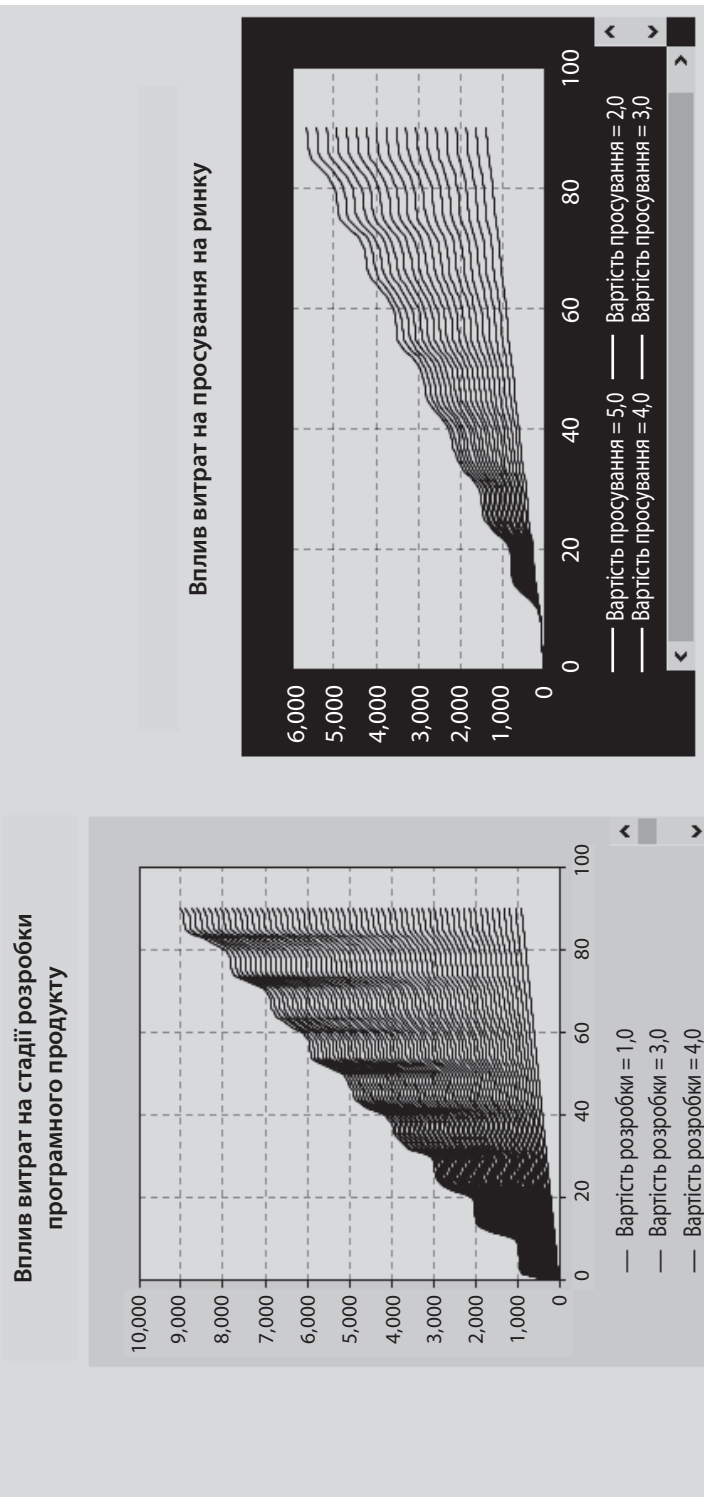 Вплив витрат на стадії розробки
програмного продукту
10,000
9,000
8,000
7,000
6,000
5,000
4,000
3,000
2,000
1,000
0
0 20 40 60 80 100
— Вартість розробки = 1,0
— Вартість розробки = 3,0
— Вартість розробки = 4,0
Вплив витрат на просування на ринку
6,000
5,000
4,000
3,000
2,000
1,000
0
0 20 40 60 80 100
— Вартість просування = 5,0 — Вартість просування = 2,0
— Вартість просування = 4,0 — Вартість просування = 3,0